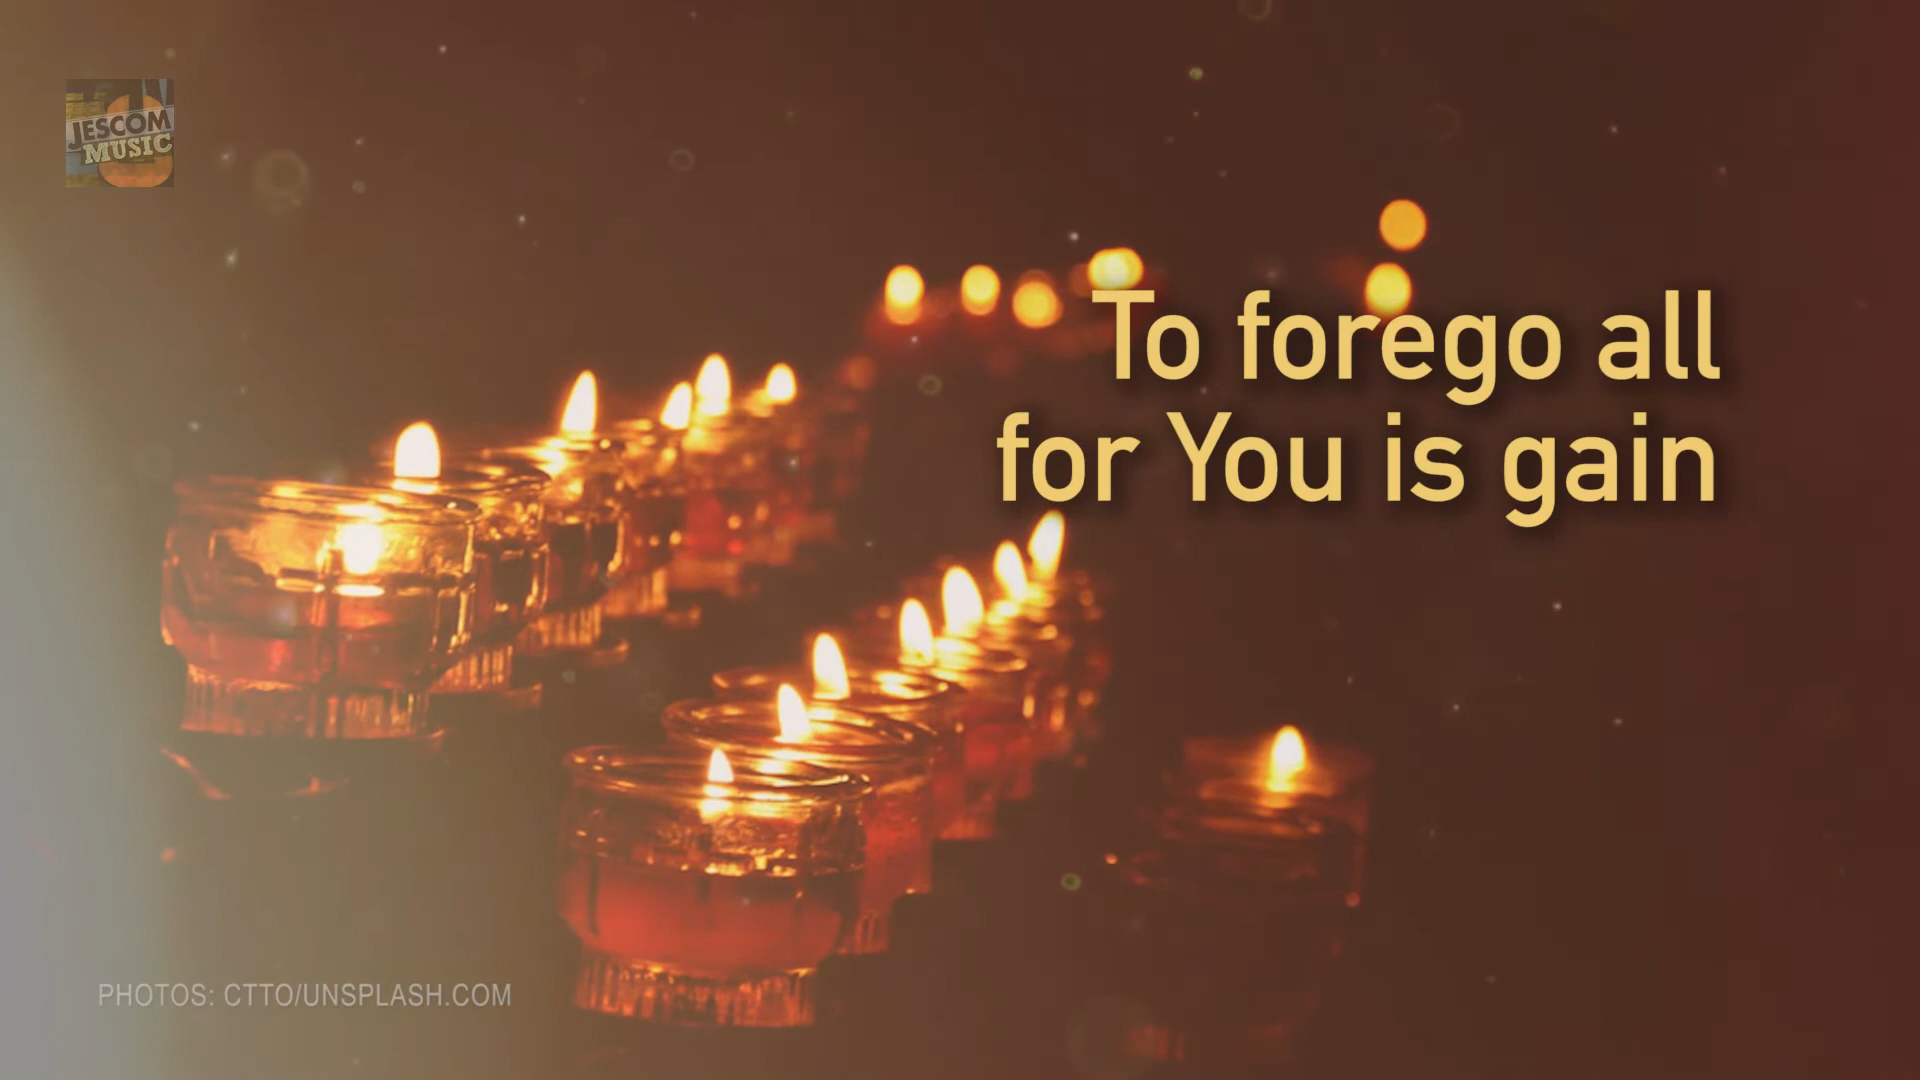 JESCOM
MUSIC
To forego all
for You is gain
PHOTOS: CTTO/UNSPLASH.COM